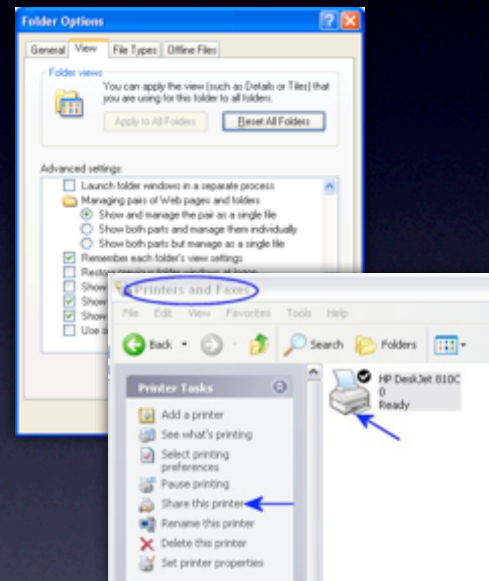 Folder Options
General View File Types Offline Files
Folder views
You can apply the view (such as Details or Tiles) that
you are using for this folder to all folders.
Apply to All Folders Reset All Folders
Advanced settings:
Launch folder windows in a separate process
Managing pairs of Web pages and folders
Show and manage the pair as a single file
Show both parts and manage them individually
Show both parts but manage as a single file
Remember each folder's view settings
Restore previous folder windows at logon
Show
Show
Show
Use
Printers and Faxes
File Edit View Favorites Tools Help
Back Search Folders
Printer Tasks
Add a printer
See what's printing
Select printing
preferences
Pause printing
Share this printer
Rename this printer
Delete this printer
Set printer properties
HP DeskJet 810C
0
Ready